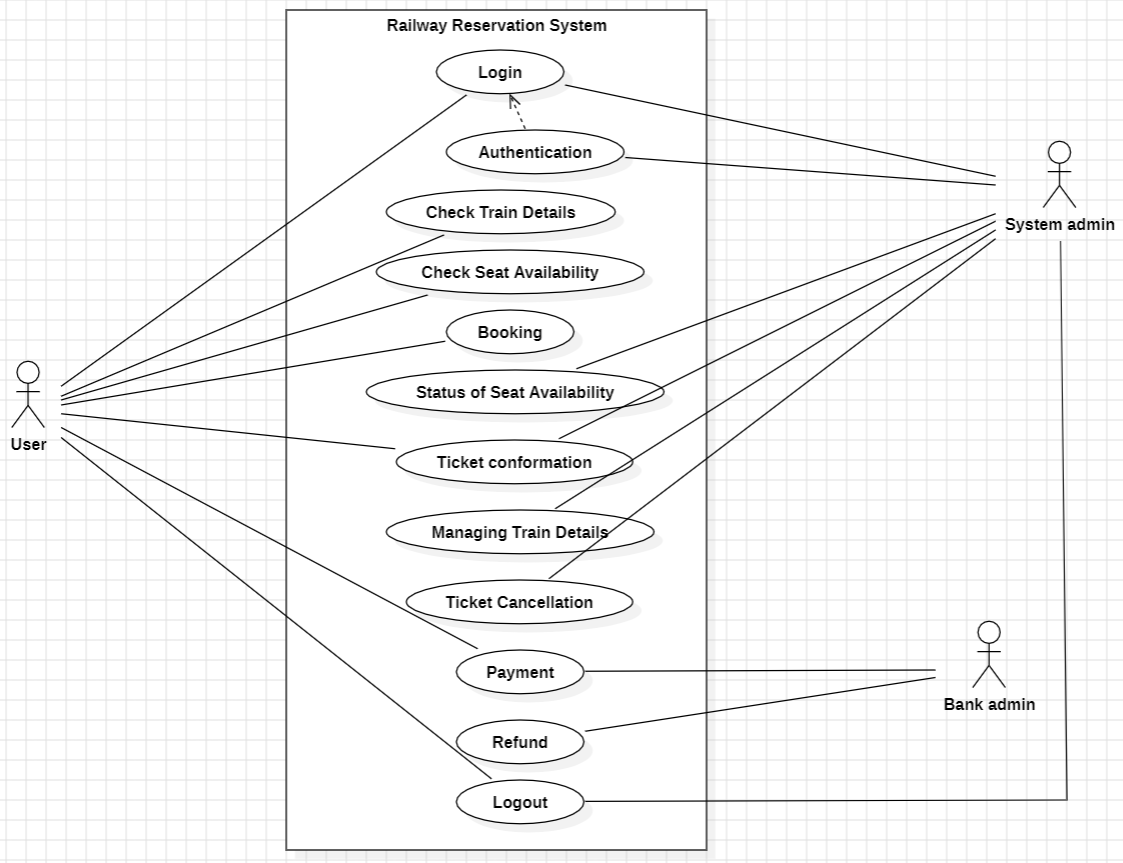 Railway Reservation System
Login
Authentication
Check Train Details
System admin
Check Seat Availability
Booking
Status of Seat Availability
User
Ticket conformation
Managing Train Details
Ticket Cancellation
Payment
Bank admin
Refund
Logout